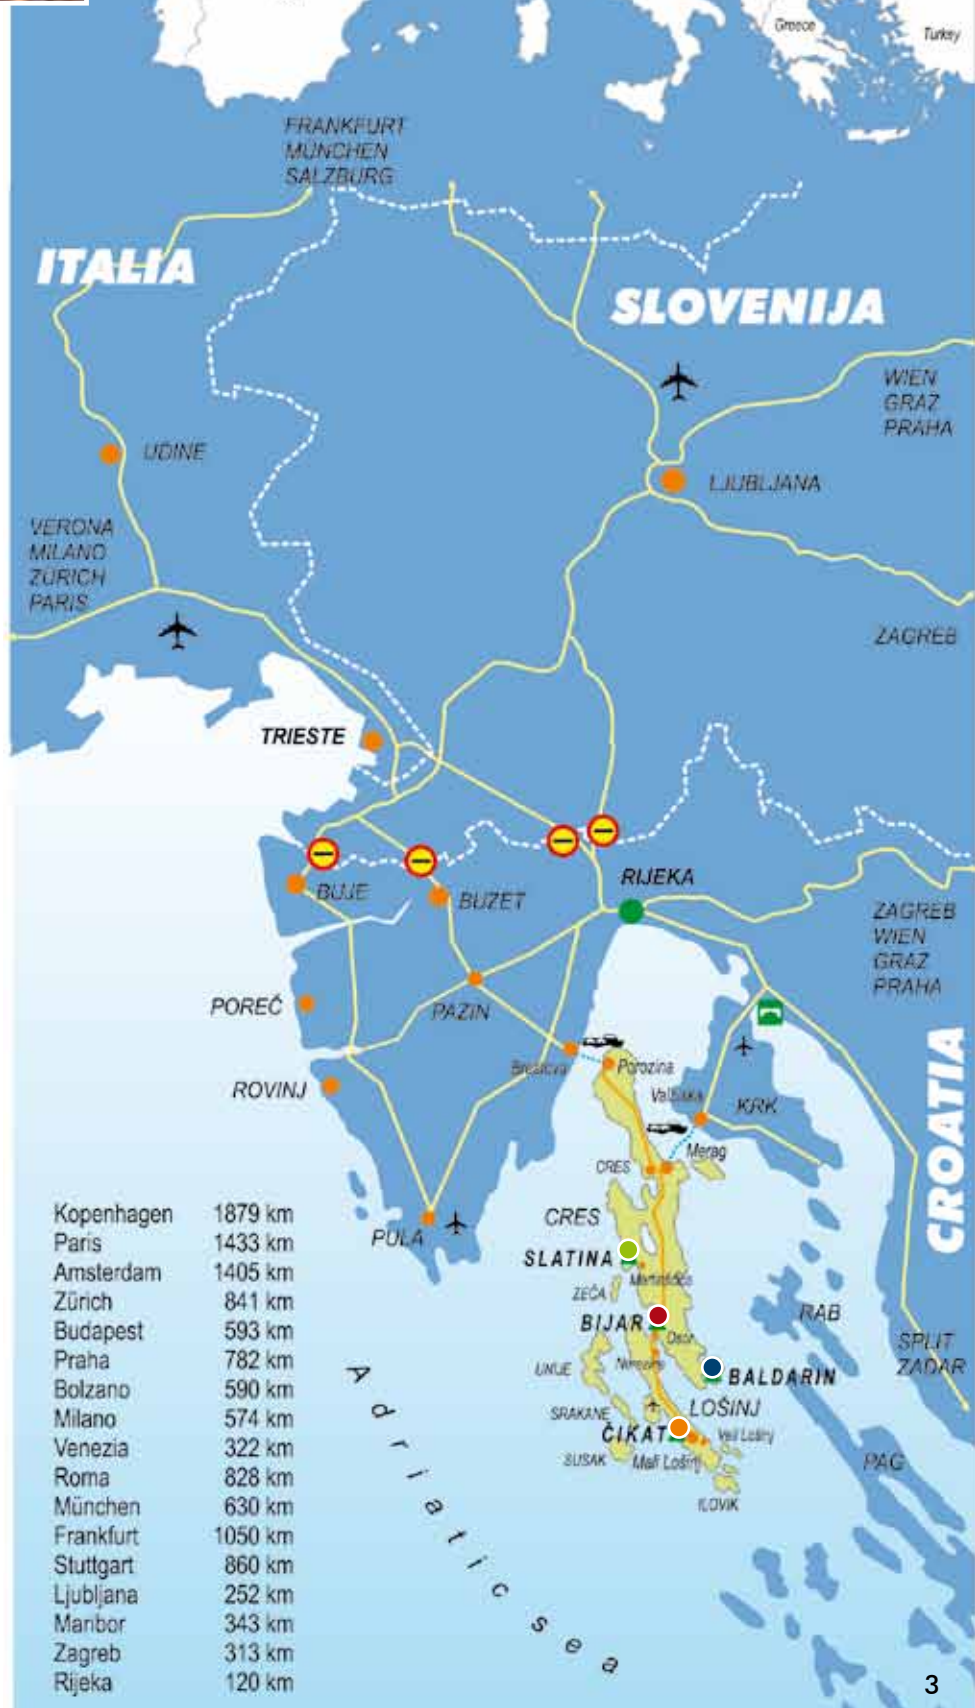 Greece
Turkey
FRANKFURT
MÜNCHEN
SALZBURG
ITALIA
SLOVENIJA
WIEN
GRAZ
PRAHA
UDINE
LJUBLJANA
VERONA
MILANO
ZÜRICH
PARIS
ZAGREB
TRIESTE
RIJEKA
BUJE
BUZET
ZAGREB
WIEN
GRAZ
PRAHA
POREČ
PAZIN
CROATIA
Brestova
Porozina
ROVINJ
Valbiska
KRK
Merag
CRES
CRES
PULA
SLATINA
Martinšćica
ZEČA
RAB
BIJAR
Osor
SPLIT
ZADAR
UNIJE
Nerezine
BALDARIN
SRAKANE
LOŠINJ
ČIKAT
Veli Lošinj
SUSAK
Mali Lošinj
PAG
ILOVIK
Adriatic sea
Kopenhagen 1879 km
Paris 1433 km
Amsterdam 1405 km
Zürich 841 km
Budapest 593 km
Praha 782 km
Bolzano 590 km
Milano 574 km
Venezia 322 km
Roma 828 km
München 630 km
Frankfurt 1050 km
Stuttgart 860 km
Ljubljana 252 km
Maribor 343 km
Zagreb 313 km
Rijeka 120 km
3